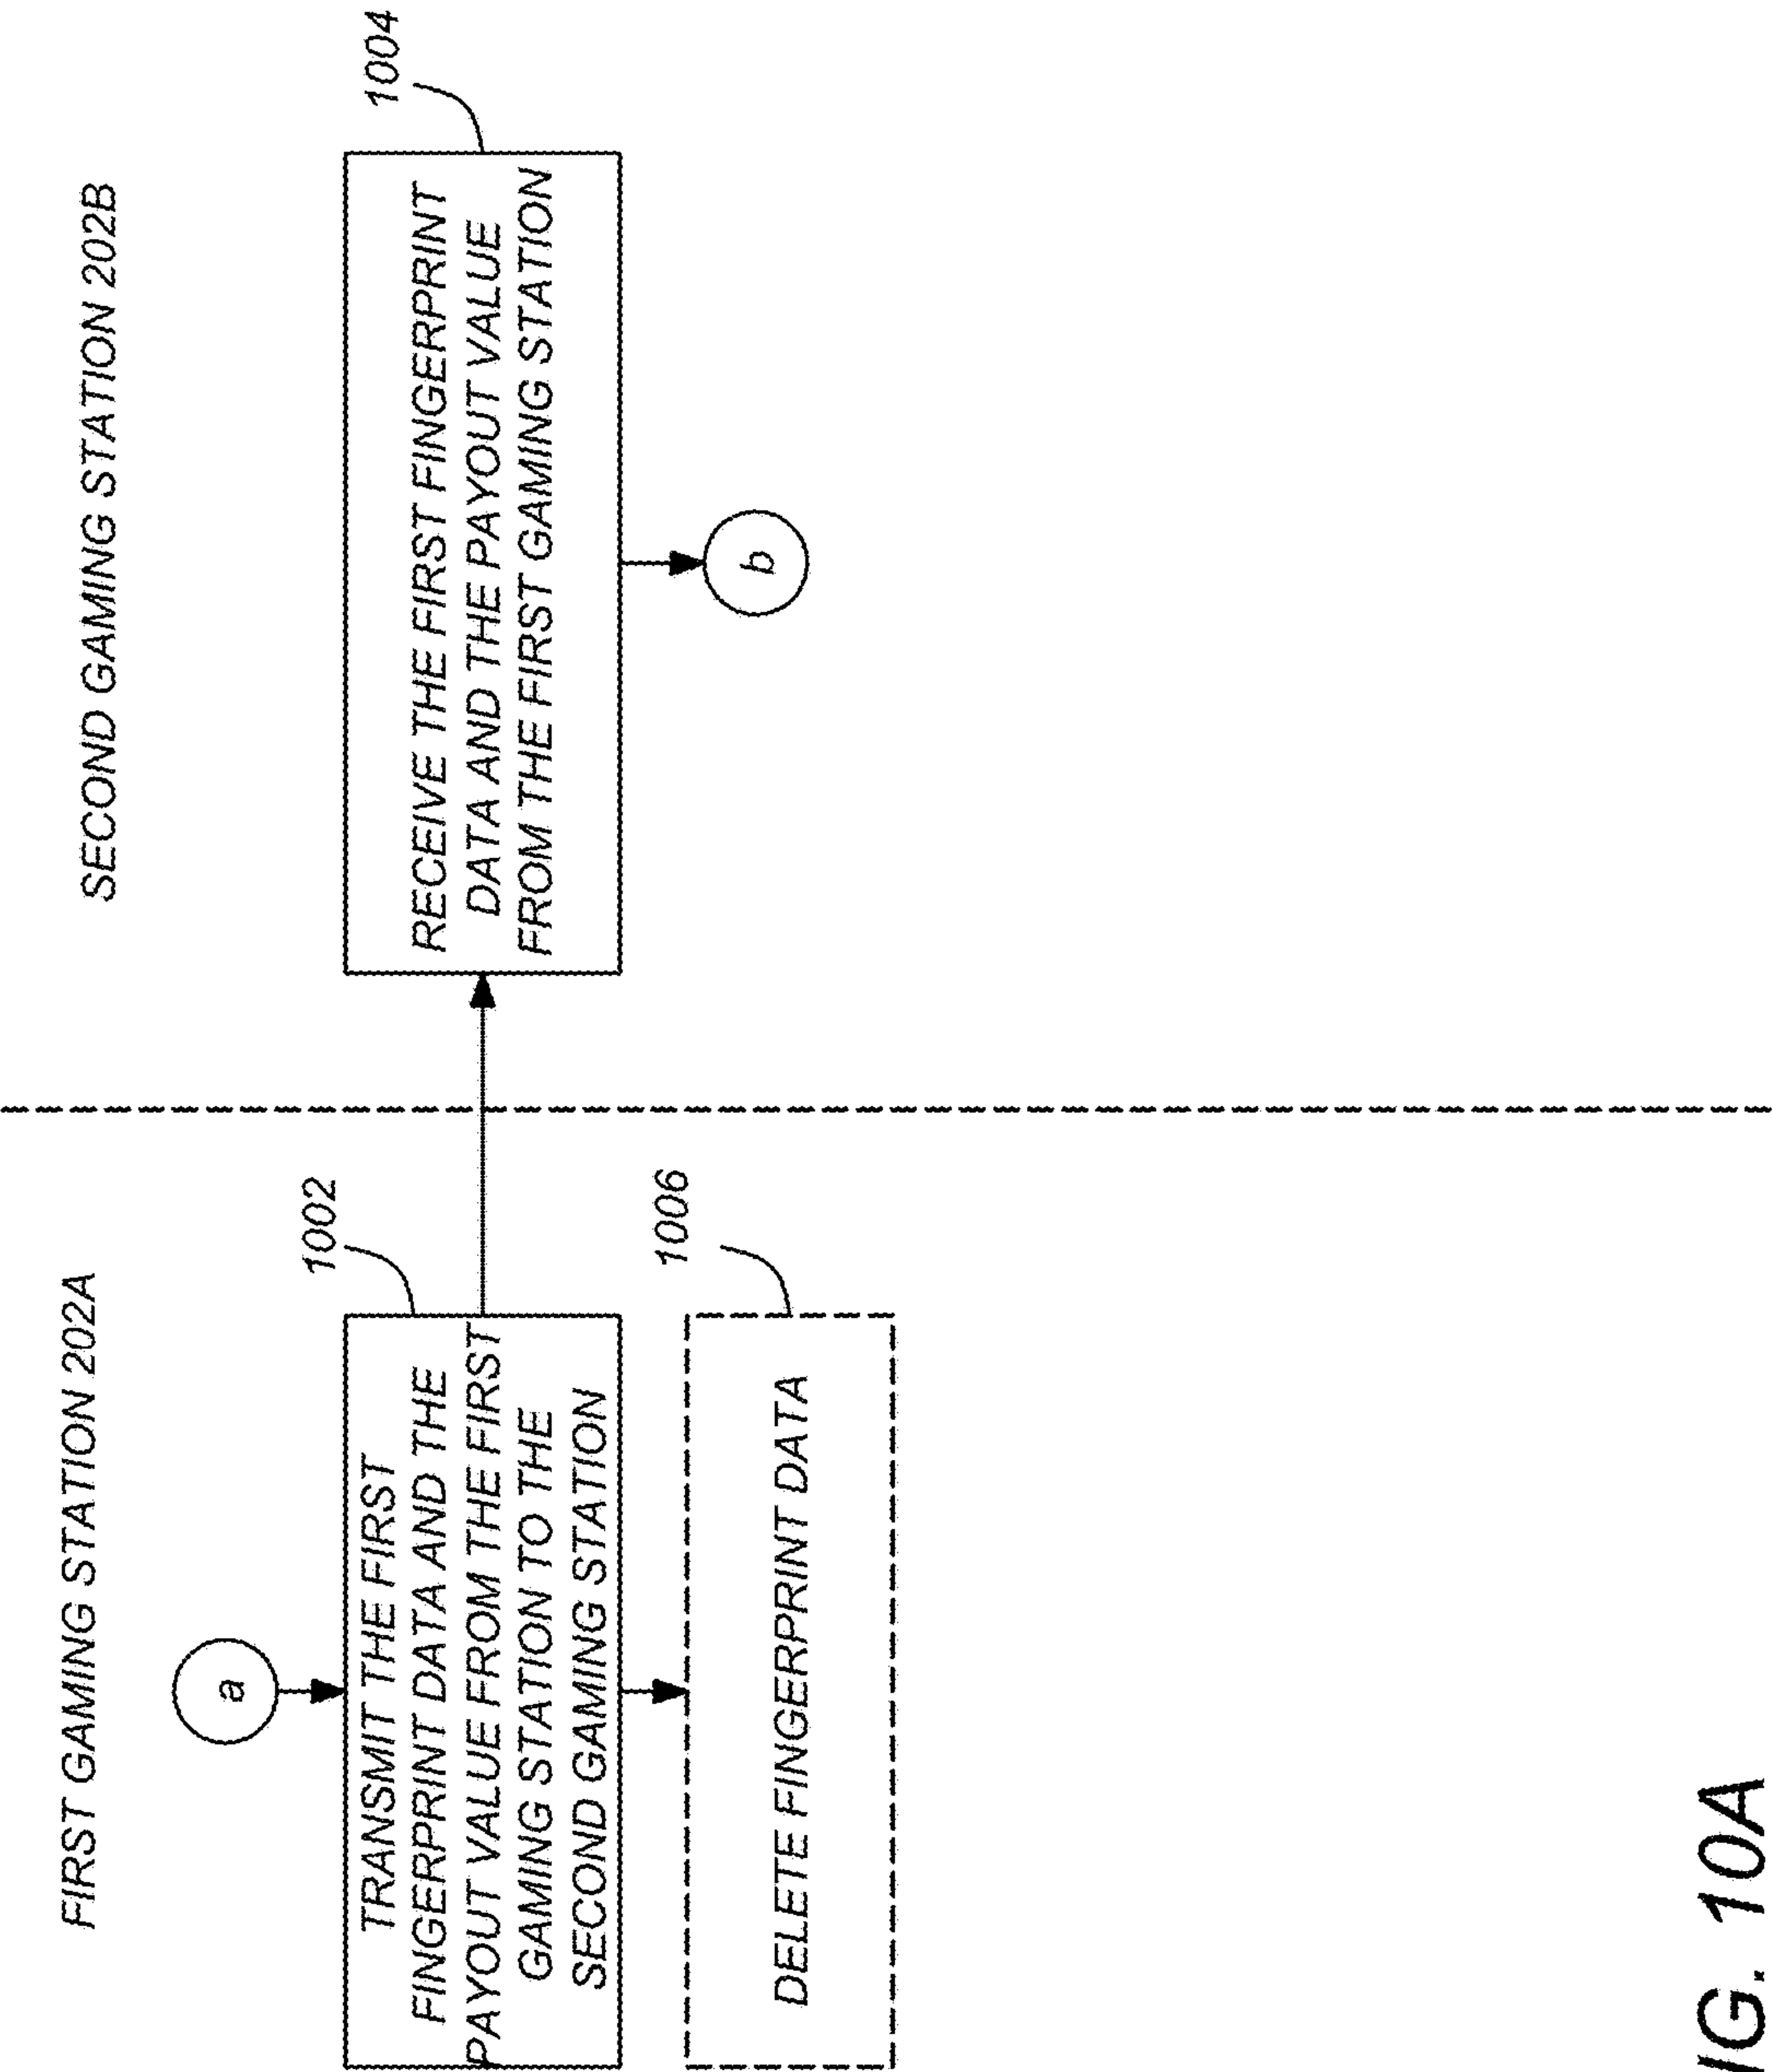 FIRST GAMING STATION 202A
SECOND GAMING STATION 202B
a
1002
TRANSMIT THE FIRST
FINGERPRINT DATA AND THE
PAYOUT VALUE FROM THE FIRST
GAMING STATION TO THE
SECOND GAMING STATION
1004
RECEIVE THE FIRST FINGERPRINT
DATA AND THE PAYOUT VALUE
FROM THE FIRST GAMING STATION
b
1006
DELETE FINGERPRINT DATA
IG. 10A